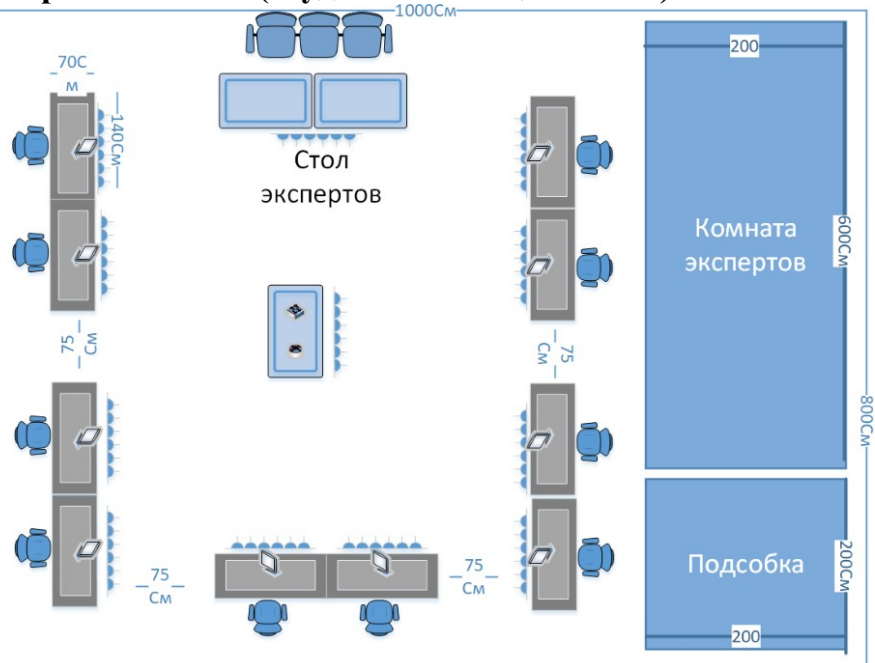 1000См
200
70С
м
140См
Стол
экспертов
Комната
экспертов
600См
75
См
75
См
800См
75
См
75
См
Подсобка
200См
200